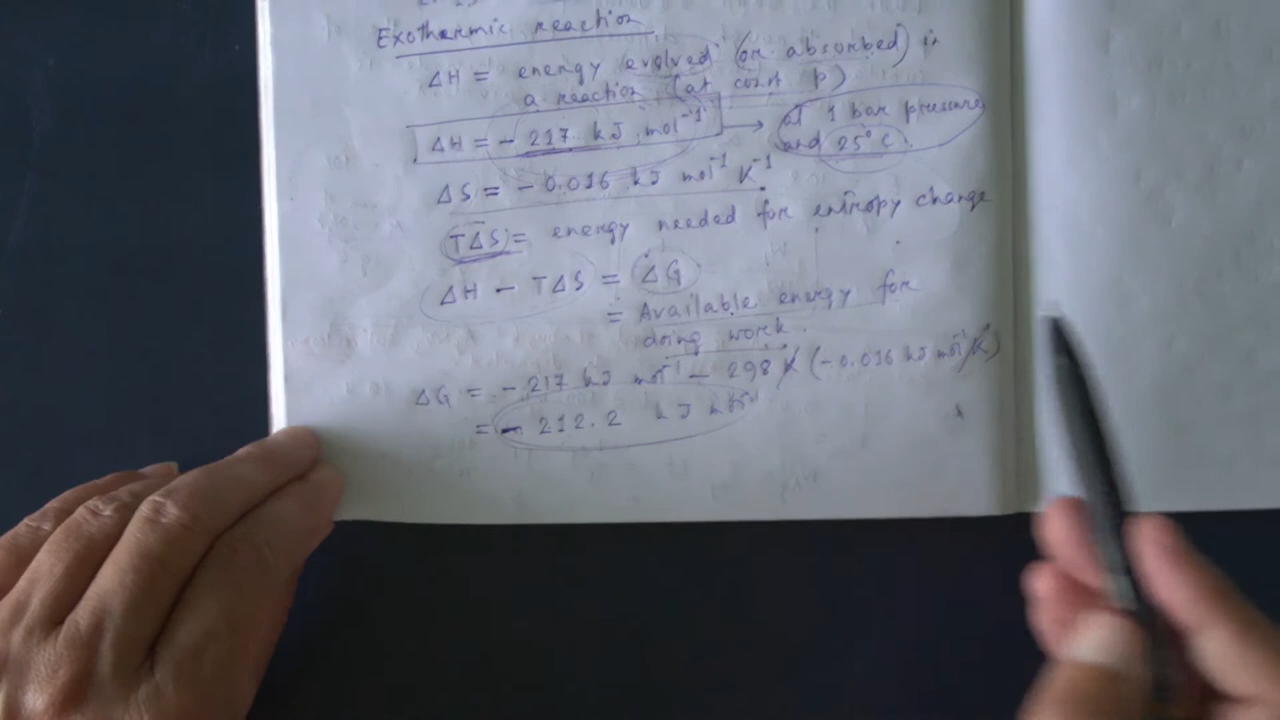 Exothermic reaction
ΔH = energy evolved (or absorbed) in
a reaction (at const p)
ΔH = - 217 kJ mol⁻¹ → at 1 bar pressure
and 25° C.
ΔS = - 0.016 kJ mol⁻¹ K⁻¹
TΔS = energy needed for entropy change
ΔH - TΔS = ΔG
= Available energy for
doing work.
ΔG = - 217 kJ mol⁻¹ - 298 K (-0.016 kJ mol⁻¹ K)
= - 212.2 kJ mol⁻¹